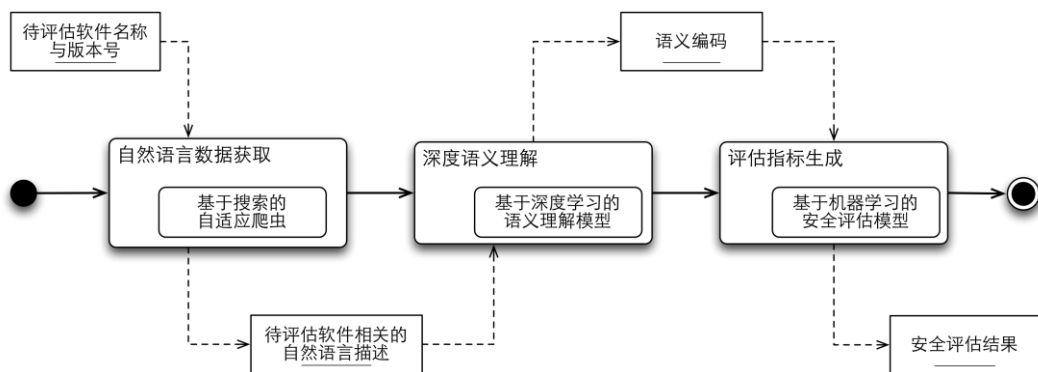 待评估软件名称
与版本号
语义编码
自然语言数据获取
基于搜索的
自适应爬虫
深度语义理解
基于深度学习的
语义理解模型
评估指标生成
基于机器学习的
安全评估模型
待评估软件相关的
自然语言描述
安全评估结果